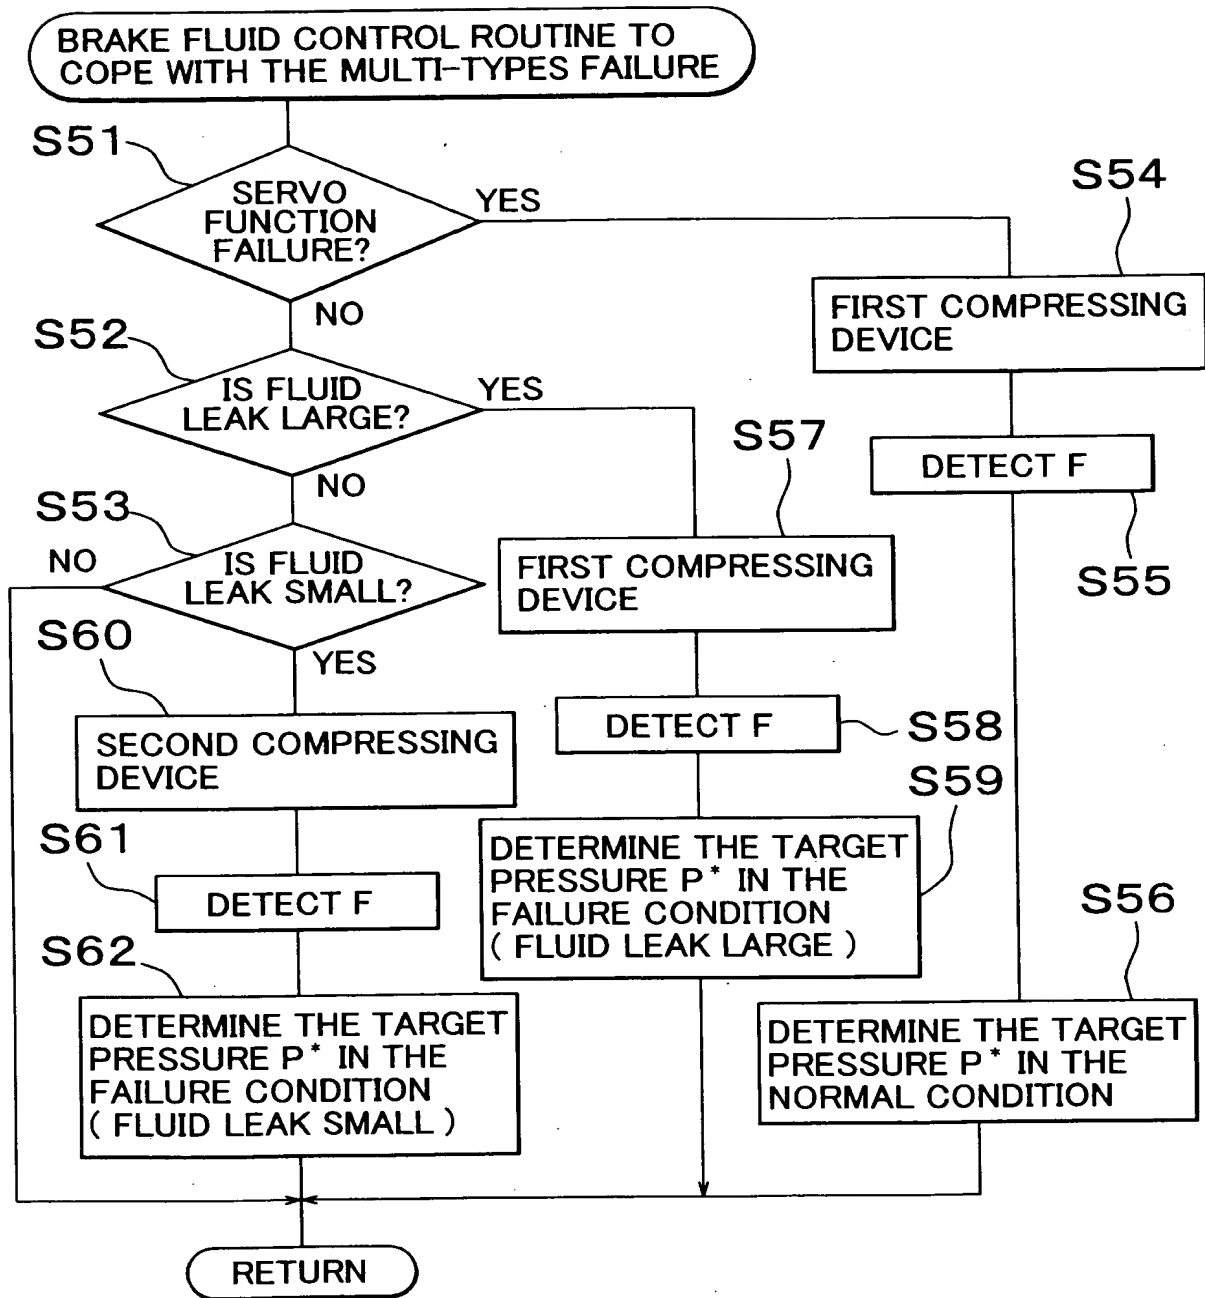 BRAKE FLUID CONTROL ROUTINE TO
COPE WITH THE MULTI-TYPES FAILURE
S51
SERVO
FUNCTION
FAILURE?
YES
NO
S54
FIRST COMPRESSING
DEVICE
S52
IS FLUID
LEAK LARGE?
YES
NO
S57
DETECT F
S55
S53
NO
IS FLUID
LEAK SMALL?
YES
FIRST COMPRESSING
DEVICE
S60
SECOND COMPRESSING
DEVICE
DETECT F
S58
S59
S61
DETECT F
DETERMINE THE TARGET
PRESSURE P* IN THE
FAILURE CONDITION
( FLUID LEAK LARGE )
S56
S62
DETERMINE THE TARGET
PRESSURE P* IN THE
FAILURE CONDITION
( FLUID LEAK SMALL )
DETERMINE THE TARGET
PRESSURE P* IN THE
NORMAL CONDITION
RETURN